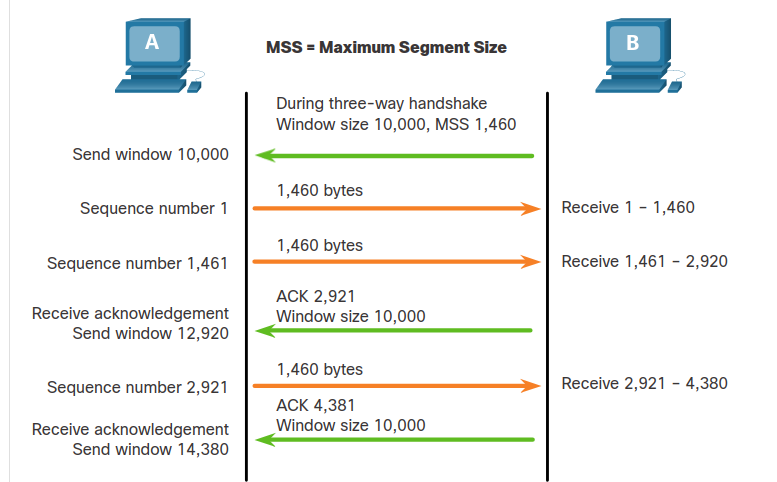 A
MSS = Maximum Segment Size
B
During three-way handshake
Window size 10,000, MSS 1,460
Send window 10,000
1,460 bytes
Sequence number 1
Receive 1 – 1,460
1,460 bytes
Sequence number 1,461
Receive 1,461 – 2,920
ACK 2,921
Window size 10,000
Receive acknowledgement
Send window 12,920
1,460 bytes
Sequence number 2,921
Receive 2,921 – 4,380
ACK 4,381
Window size 10,000
Receive acknowledgement
Send window 14,380